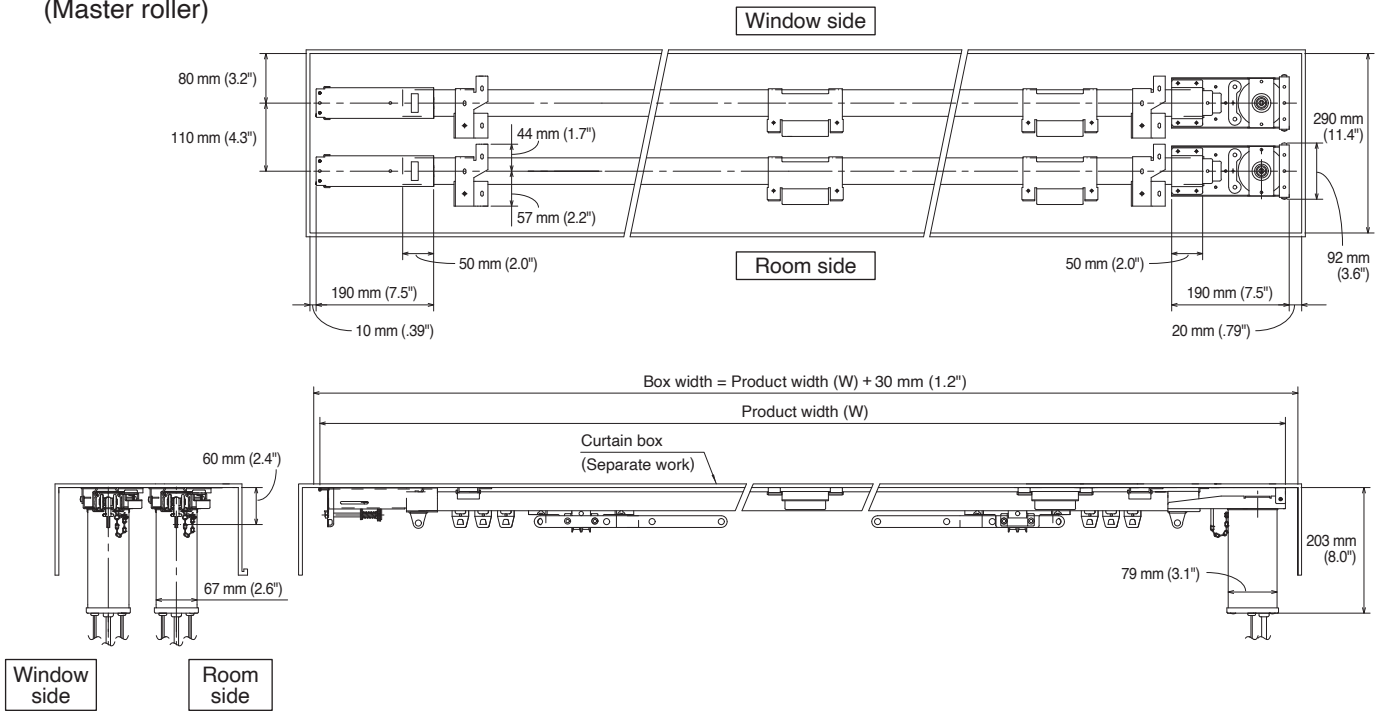 (Master roller)
Window side
80 mm (3.2")
110 mm (4.3")
44 mm (1.7")
57 mm (2.2")
290 mm
(11.4")
92 mm
(3.6")
50 mm (2.0")
Room side
50 mm (2.0")
190 mm (7.5")
190 mm (7.5")
10 mm (.39")
20 mm (.79")
Box width = Product width (W) + 30 mm (1.2")
Product width (W)
Curtain box
(Separate work)
60 mm (2.4")
67 mm (2.6")
79 mm (3.1")
203 mm
(8.0")
Window
side
Room
side